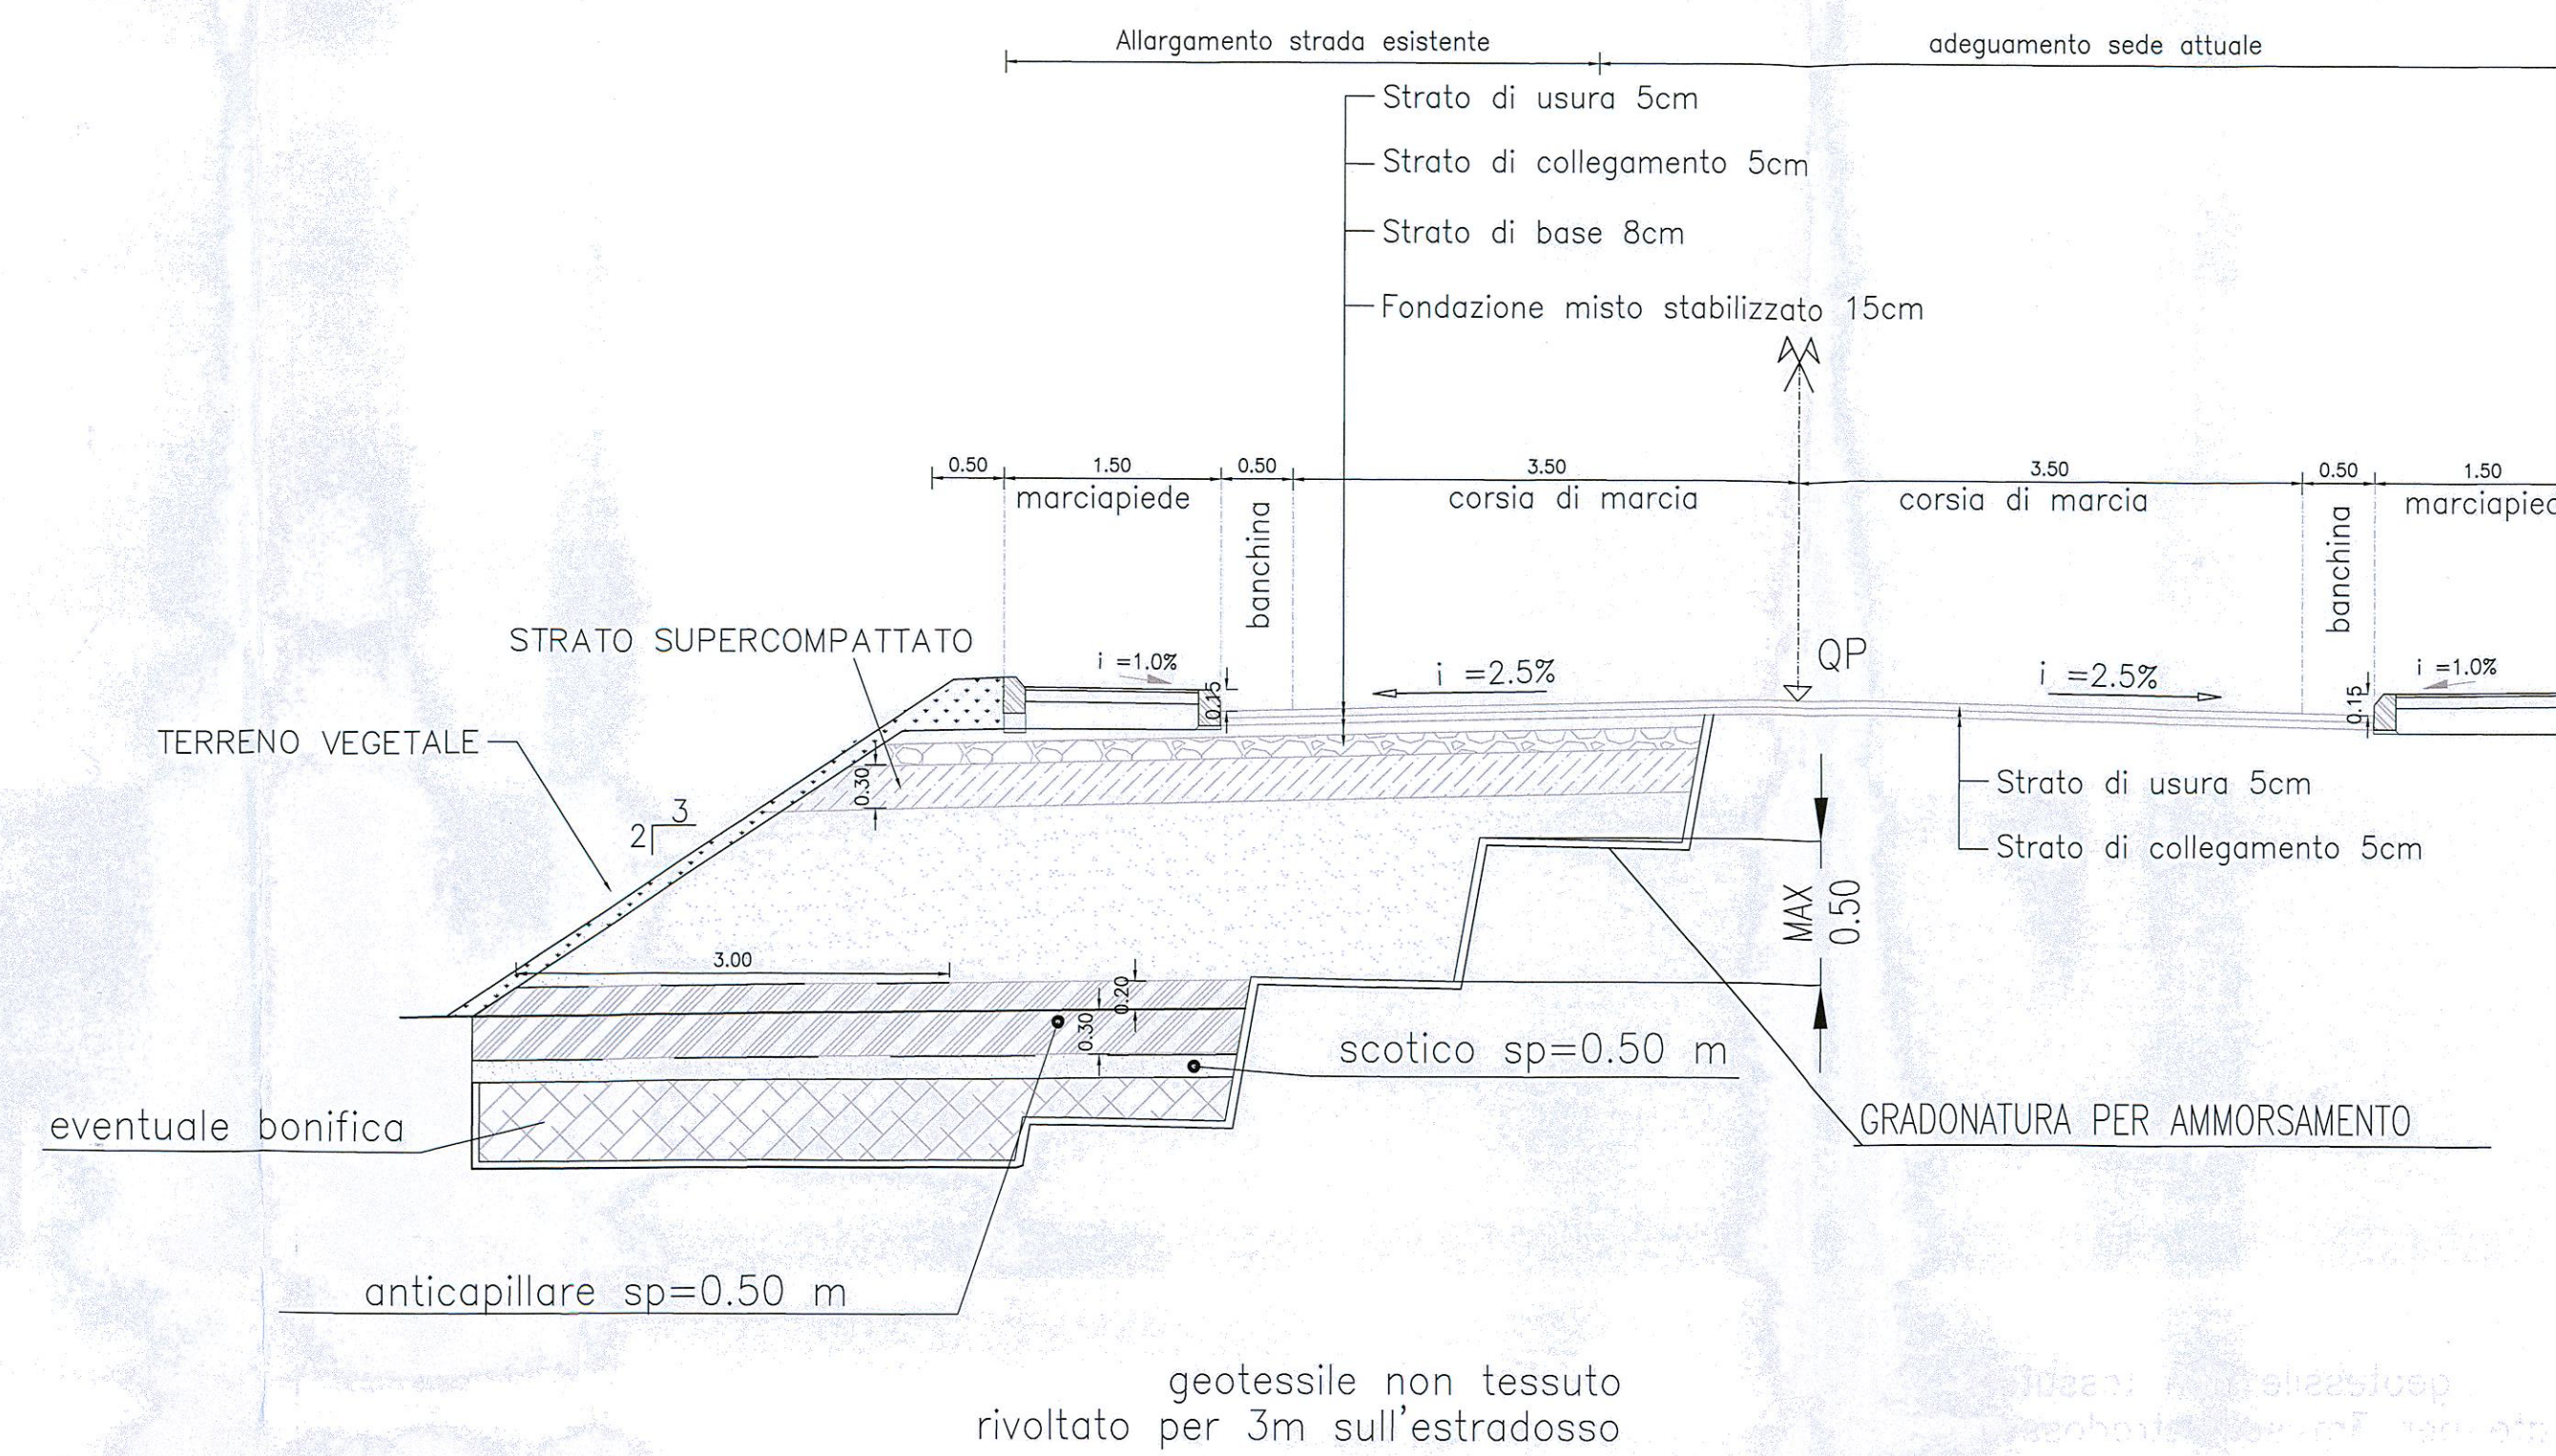 Allargamento strada esistente
adeguamento sede attuale
Strato di usura 5cm
Strato di collegamento 5cm
Strato di base 8cm
Fondazione misto stabilizzato 15cm
0.50
1.50
0.50
3.50
3.50
0.50
1.50
marciapiede
banchina
corsia di marcia
corsia di marcia
banchina
STRATO SUPERCOMPATTATO
i =1.0%
0.15
i =2.5%
QP
i =2.5%
0.15
i =1.0%
TERRENO VEGETALE
0.30
2
3
Strato di usura 5cm
Strato di collegamento 5cm
MAX
0.50
3.00
0.20
0.30
scotico sp=0.50 m
eventuale bonifica
GRADONATURA PER AMMORSAMENTO
anticapillare sp=0.50 m
geotessile non tessuto
rivoltato per 3m sull'estradosso